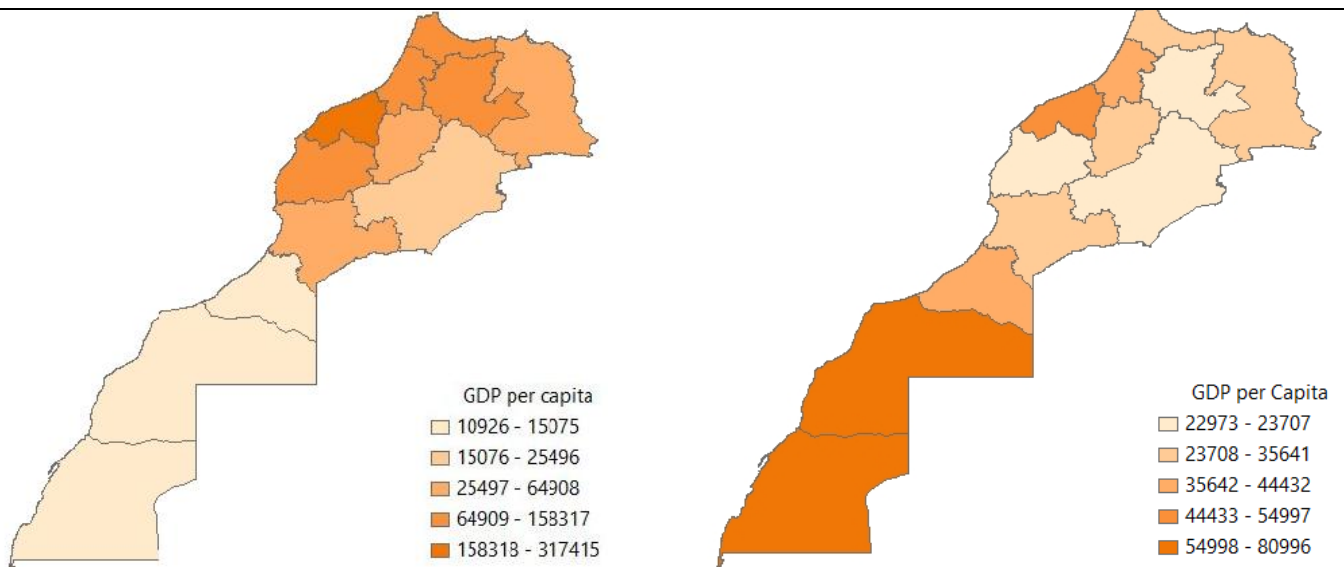 GDP per capita
10926 - 15075
15076 - 25496
25497 - 64908
64909 - 158317
158318 - 317415
GDP per Capita
22973 - 23707
23708 - 35641
35642 - 44432
44433 - 54997
54998 - 80996